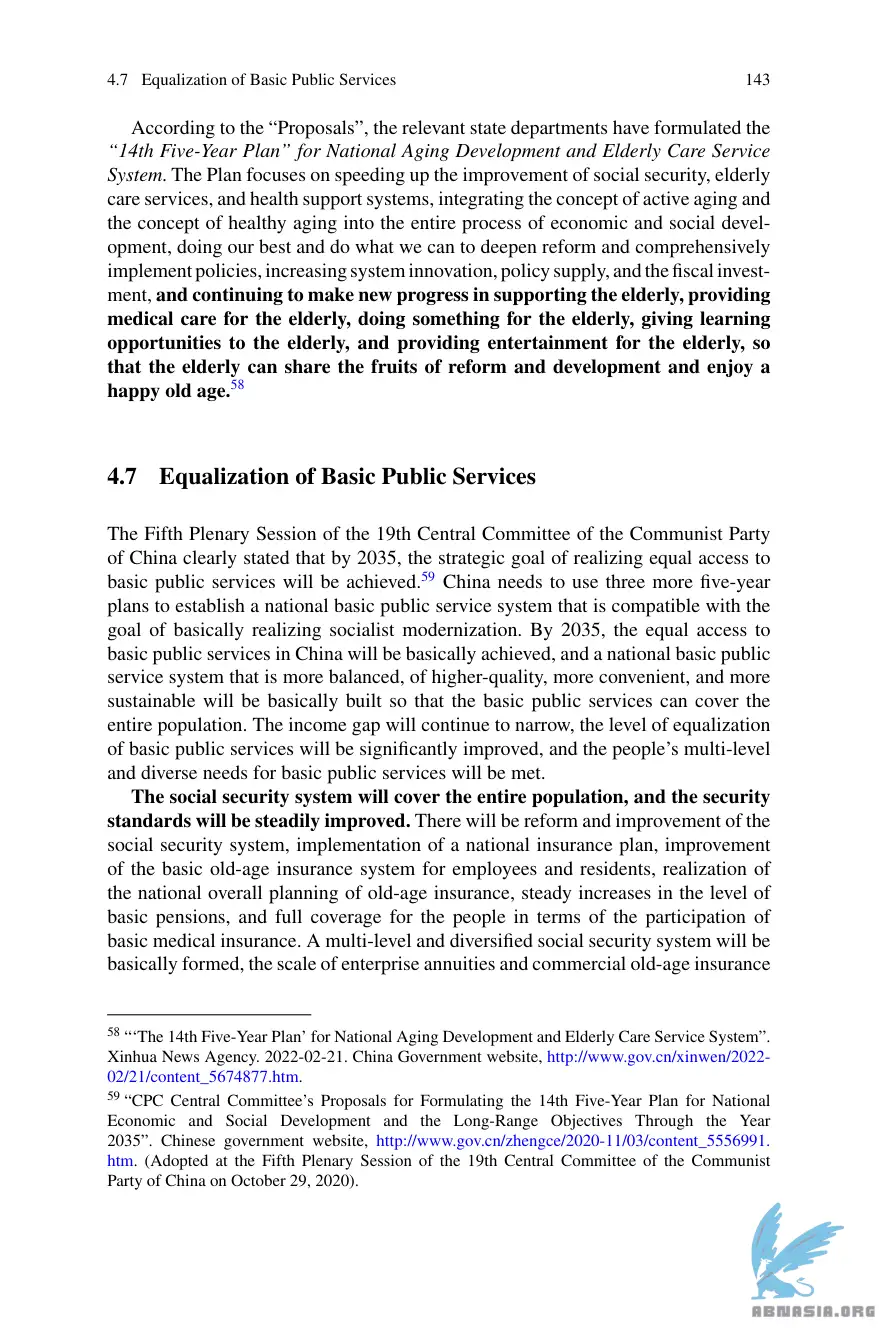 4.7 Equalization of Basic Public Services 143
According to the “Proposals”, the relevant state departments have formulated the
“14th Five-Year Plan” for National Aging Development and Elderly Care Service
System. The Plan focuses on speeding up the improvement of social security, elderly
care services, and health support systems, integrating the concept of active aging and
the concept of healthy aging into the entire process of economic and social devel-
opment, doing our best and do what we can to deepen reform and comprehensively
implement policies, increasing system innovation, policy supply, and the fiscal invest-
ment, and continuing to make new progress in supporting the elderly, providing
medical care for the elderly, doing something for the elderly, giving learning
opportunities to the elderly, and providing entertainment for the elderly, so
that the elderly can share the fruits of reform and development and enjoy a
happy old age.58
4.7 Equalization of Basic Public Services
The Fifth Plenary Session of the 19th Central Committee of the Communist Party
of China clearly stated that by 2035, the strategic goal of realizing equal access to
basic public services will be achieved.59 China needs to use three more five-year
plans to establish a national basic public service system that is compatible with the
goal of basically realizing socialist modernization. By 2035, the equal access to
basic public services in China will be basically achieved, and a national basic public
service system that is more balanced, of higher-quality, more convenient, and more
sustainable will be basically built so that the basic public services can cover the
entire population. The income gap will continue to narrow, the level of equalization
of basic public services will be significantly improved, and the people’s multi-level
and diverse needs for basic public services will be met.
The social security system will cover the entire population, and the security
standards will be steadily improved. There will be reform and improvement of the
social security system, implementation of a national insurance plan, improvement
of the basic old-age insurance system for employees and residents, realization of
the national overall planning of old-age insurance, steady increases in the level of
basic pensions, and full coverage for the people in terms of the participation of
basic medical insurance. A multi-level and diversified social security system will be
basically formed, the scale of enterprise annuities and commercial old-age insurance
58 “‘The 14th Five-Year Plan’ for National Aging Development and Elderly Care Service System”.
Xinhua News Agency. 2022-02-21. China Government website, http://www.gov.cn/xinwen/2022-
02/21/content_5674877.htm.
59 “CPC Central Committee’s Proposals for Formulating the 14th Five-Year Plan for National
Economic and Social Development and the Long-Range Objectives Through the Year
2035”. Chinese government website, http://www.gov.cn/zhengce/2020-11/03/content_5556991.
htm. (Adopted at the Fifth Plenary Session of the 19th Central Committee of the Communist
Party of China on October 29, 2020).
ABNASIA.ORG